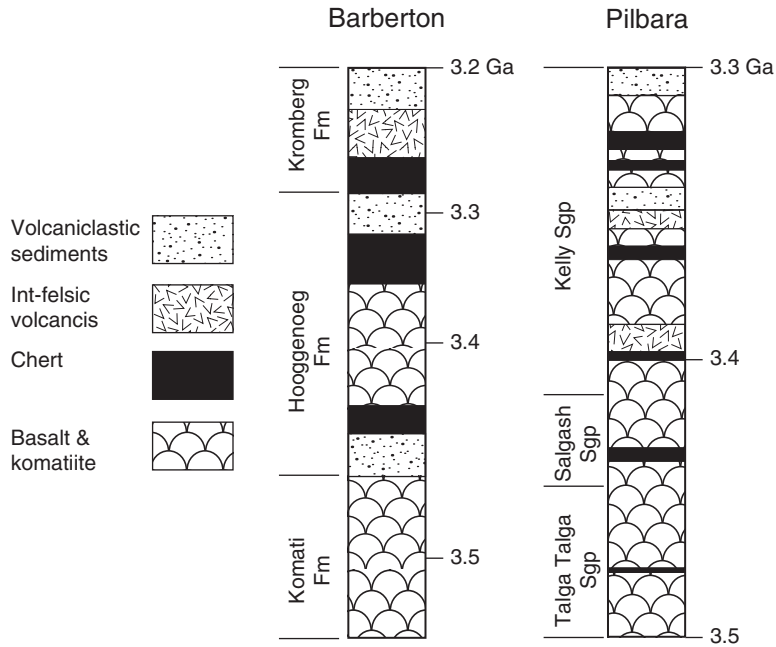 Barberton
Pilbara
Volcaniclastic
sediments
Int-felsic
volcancis
Chert
Basalt &
komatiite
Kromberg
Fm
Hooggenoeg
Fm
Komati
Fm
3.2 Ga
3.3
3.4
3.5
Kelly Sgp
Salgash
Sgp
Talga Talga
Sgp
3.3 Ga
3.4
3.5